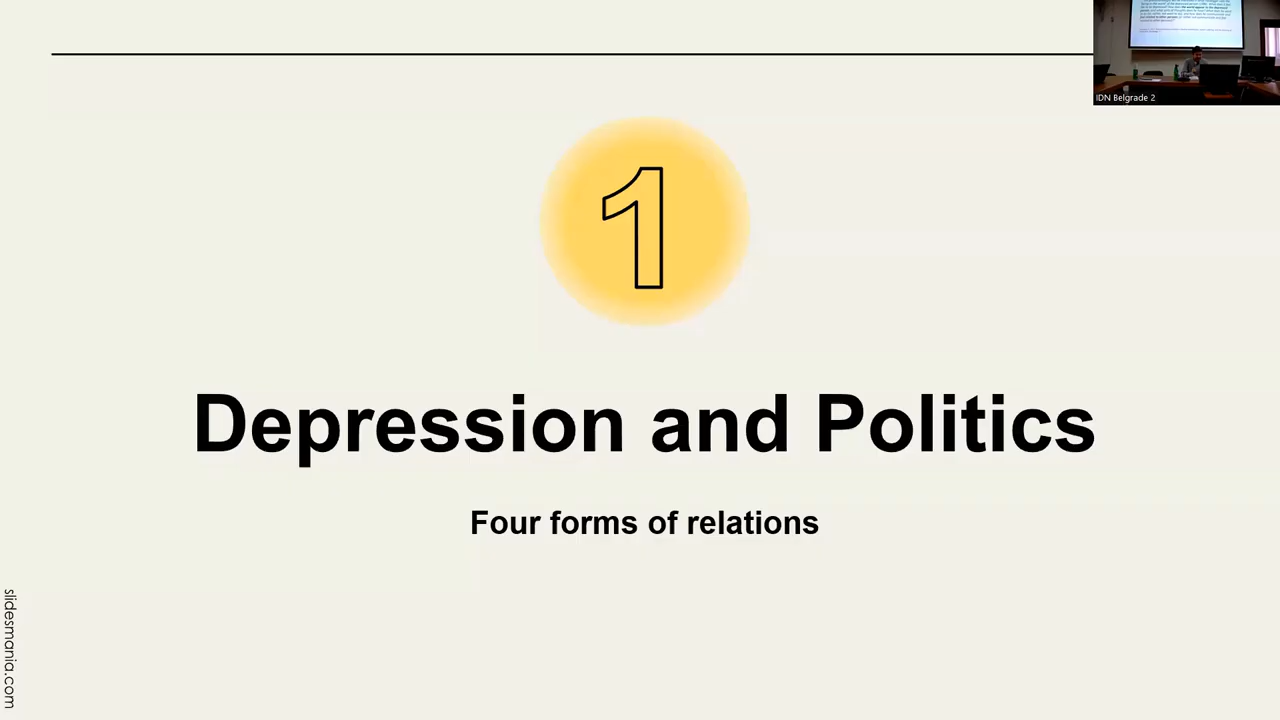 IDN Belgrade 2
1
Depression and Politics
Four forms of relations
slidesmania.com